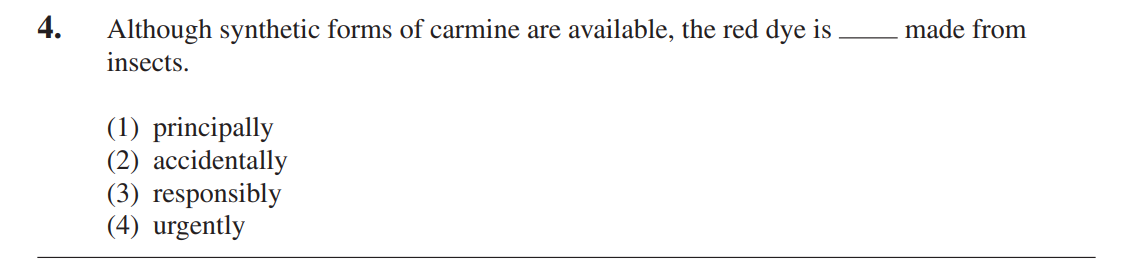 4. Although synthetic forms of carmine are available, the red dye is _____ made from
insects.
(1) principally
(2) accidentally
(3) responsibly
(4) urgently